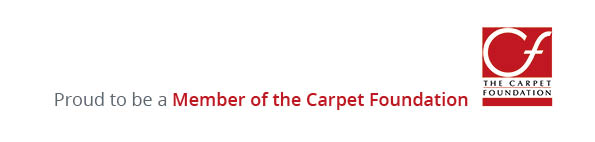 Proud to be a Member of the Carpet Foundation
Cf
THE CARPET
FOUNDATION